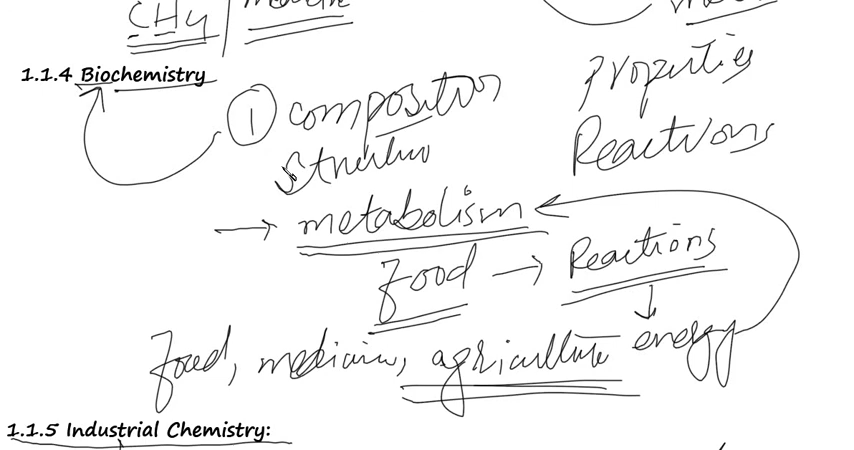 CH4 | medicine
1.1.4 Biochemistry
① composition Properties
Structure Reactions
→ metabolism
Food → Reactions
↓
Food, medicine, agriculture energy
1.1.5 Industrial Chemistry: